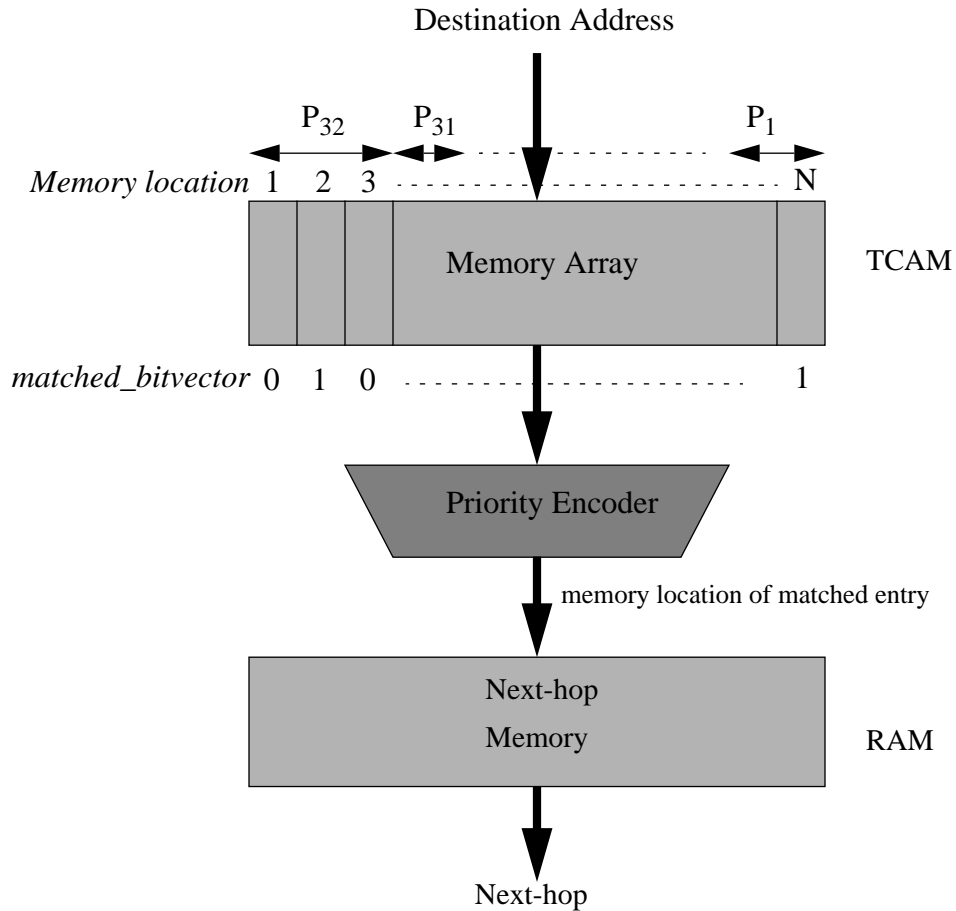 Destination Address
P32 P31 P1
Memory location 1 2 3 N
Memory Array
TCAM
matched_bitvector 0 1 0 1
Priority Encoder
memory location of matched entry
Next-hop
Memory
RAM
Next-hop